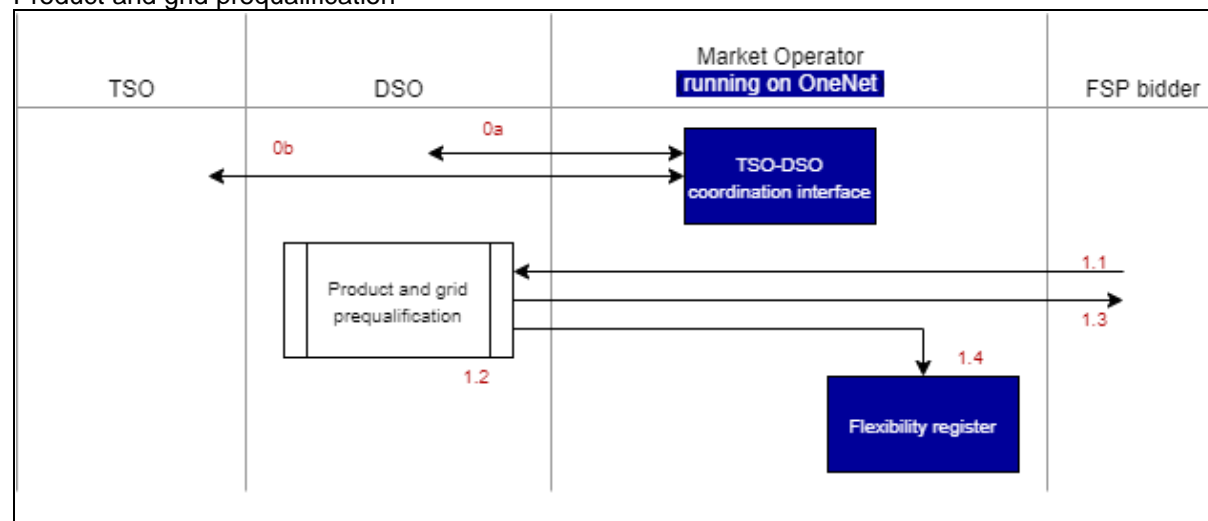 Product and grid prequalification
TSO
DSO
Market Operator
running on OneNet
FSP bidder
0a
0b
TSO-DSO
coordination interface
1.1
Product and grid
prequalification
1.3
1.4
1.2
Flexibility register